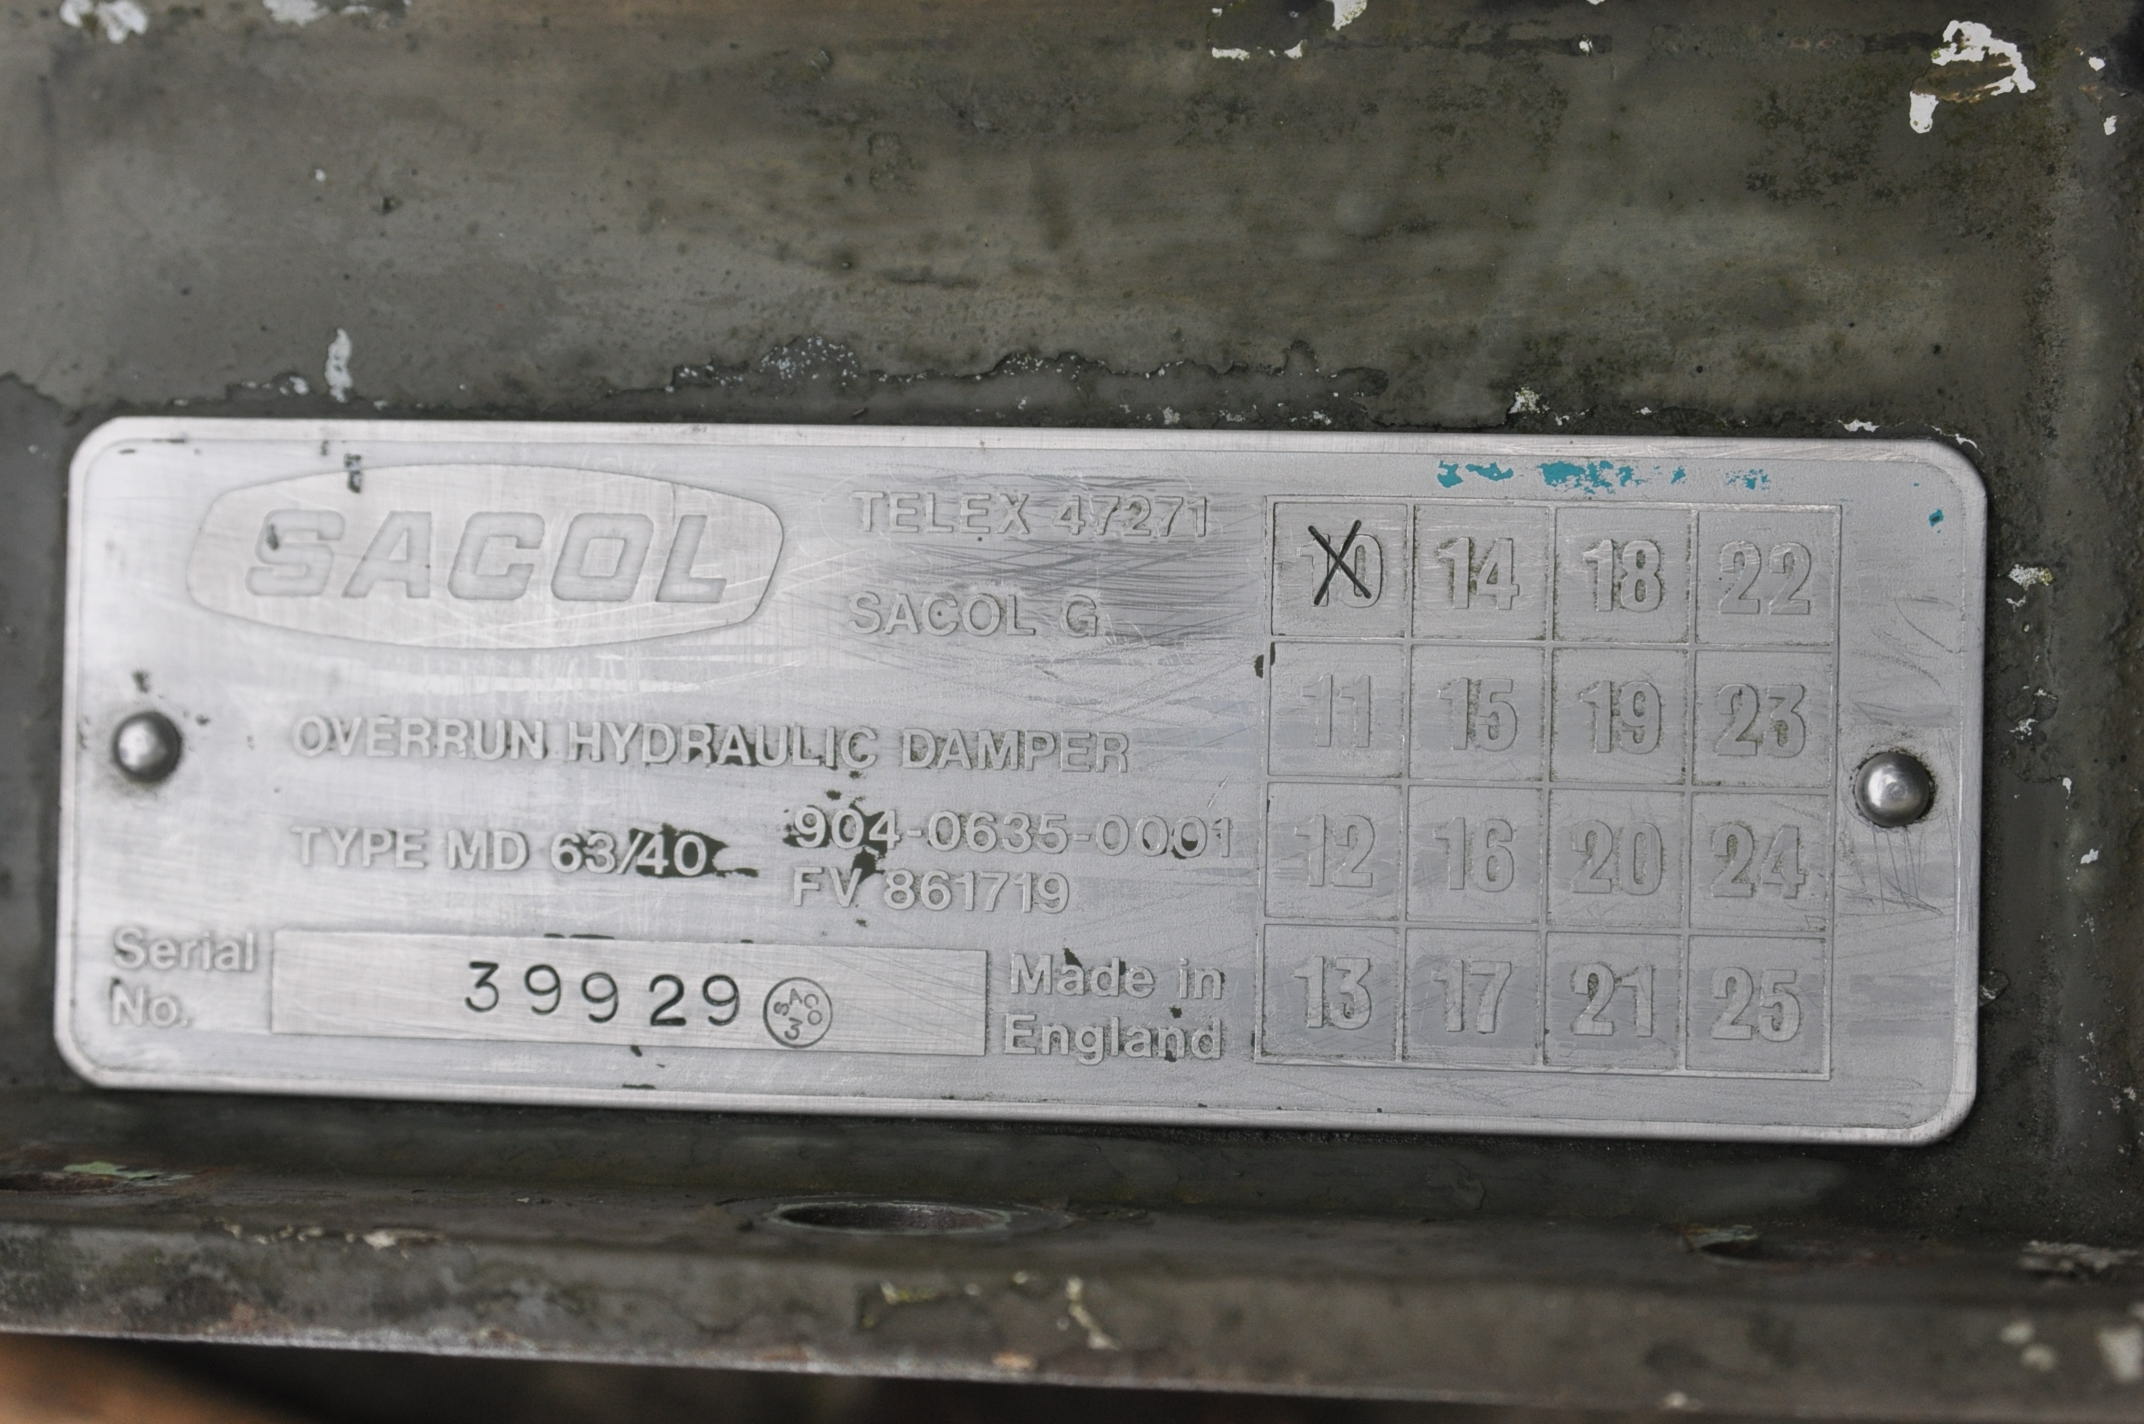 SACOL
TELEX 47271
SACOL G
OVERRUN HYDRAULIC DAMPER
TYPE MD 63/40
904-0635-0001
FV 861719
Serial No.
39929
SACO 3
Made in
England
10 14 18 22
11 15 19 23
12 16 20 24
13 17 21 25